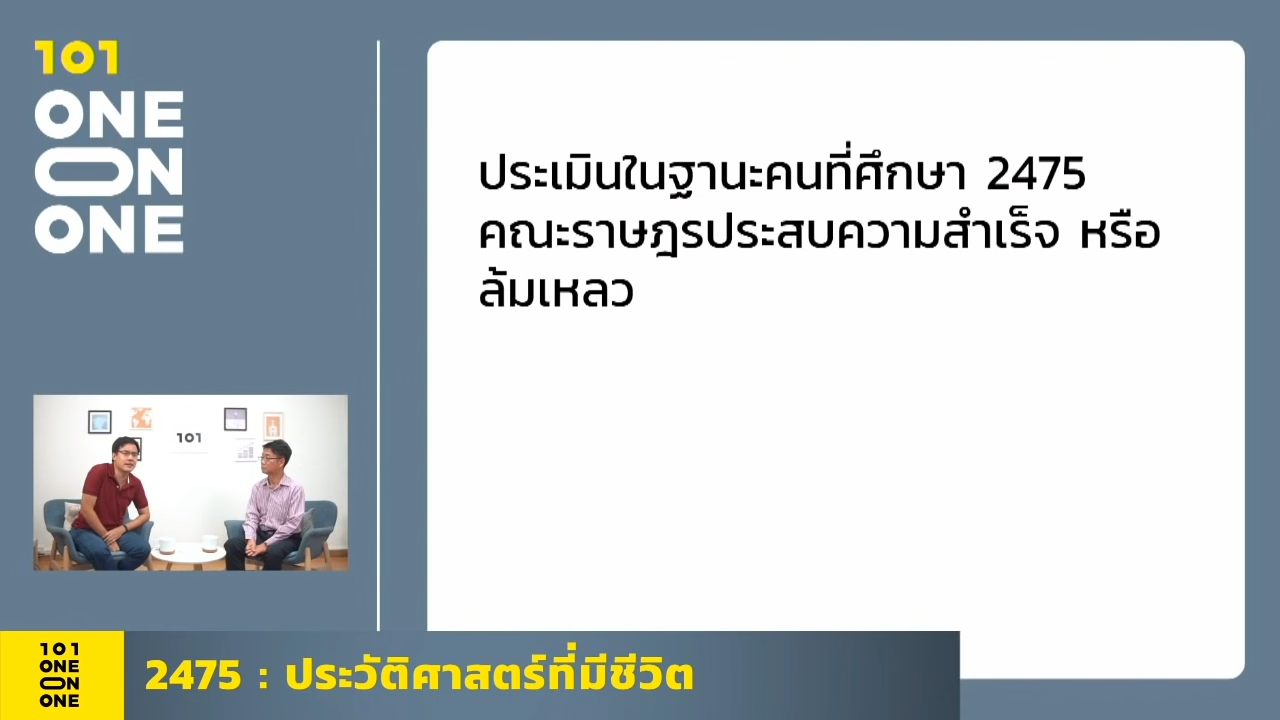 101
ONE
ON
ONE
ประเมินในฐานะคนที่ศึกษา 2475
คณะราษฎรประสบความสำเร็จ หรือ
ล้มเหลว
101
101
ONE
ON
ONE
2475 : ประวัติศาสตร์ที่มีชีวิต